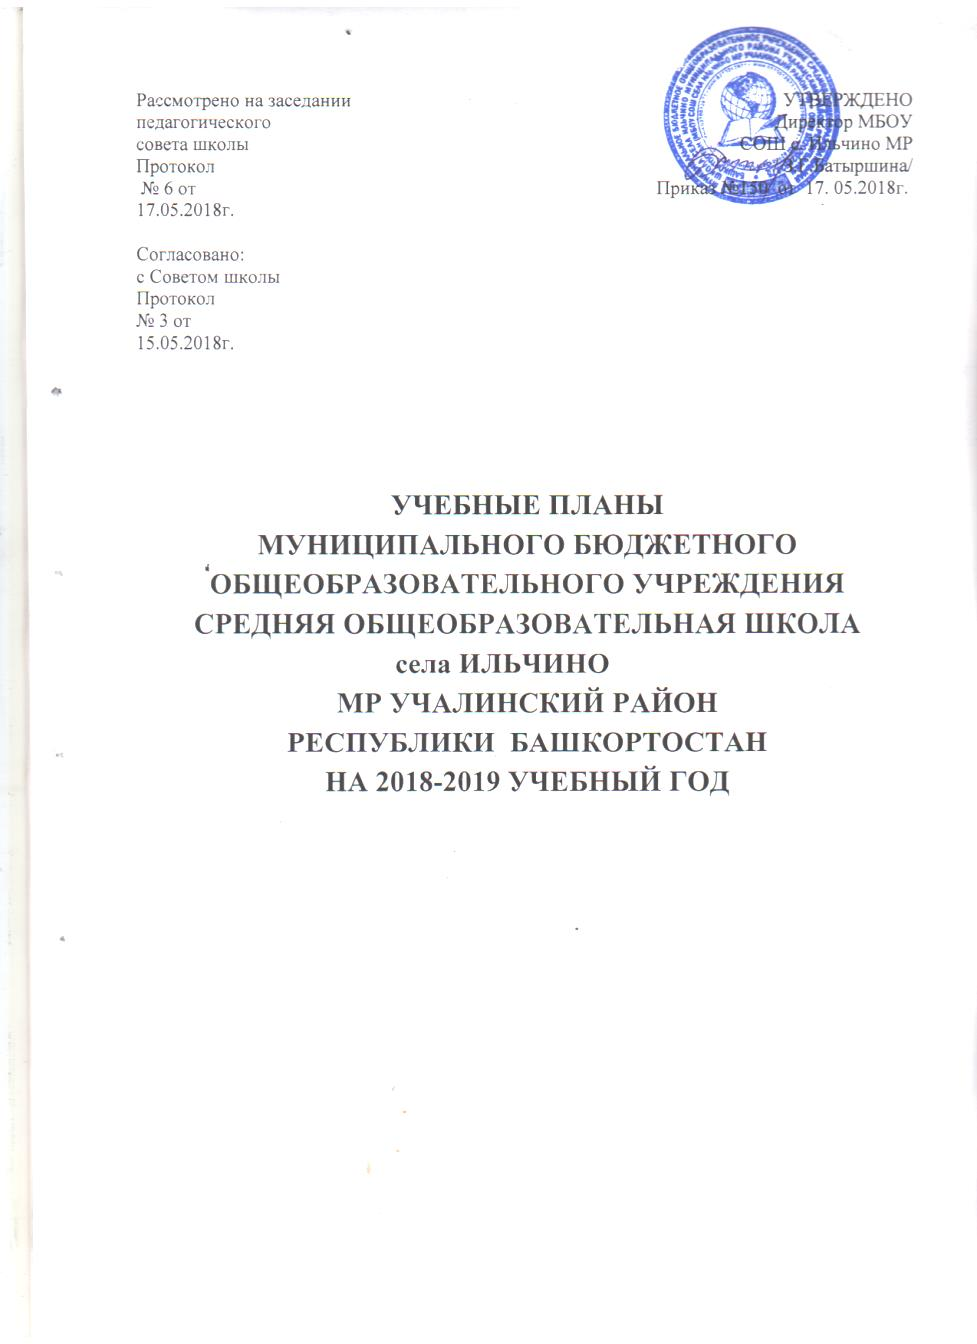 Рассмотрено на заседании
педагогического
совета школы
Протокол
№ 6 от
17.05.2018г.
Согласовано:
с Советом школы
Протокол
№ 3 от
15.05.2018г.
УТВЕРЖДЕНО
Директор МБОУ
СОШ с. Ильчино МР
Батыршина/
Приказ №150 от 17. 05.2018г.
УЧЕБНЫЕ ПЛАНЫ
МУНИЦИПАЛЬНОГО БЮДЖЕТНОГО
ОБЩЕОБРАЗОВАТЕЛЬНОГО УЧРЕЖДЕНИЯ
СРЕДНЯЯ ОБЩЕОБРАЗОВАТЕЛЬНАЯ ШКОЛА
села ИЛЬЧИНО
МР УЧАЛИНСКИЙ РАЙОН
РЕСПУБЛИКИ БАШКОРТОСТАН
НА 2018-2019 УЧЕБНЫЙ ГОД